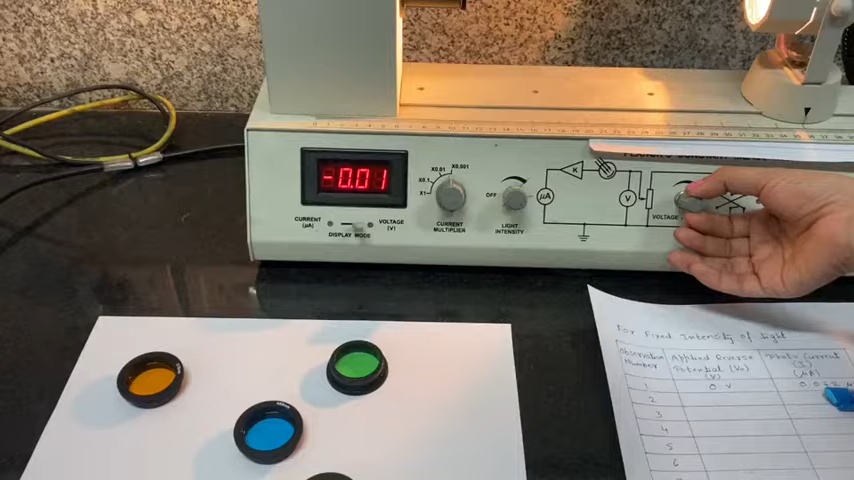 -0.01
X0.01
X0.001
X0.1
X1
OFF
K
μA
V
CURRENT
(μA)
VOLTAGE
(V)
DISPLAY MODE
CURRENT
MULTIPLIER
LIGHT
INTENSITY
VOLTAGE
For Fixed Intensity of Light
Observation
Number
Applied Reverse
Potential (Vo)
(V)
Photo Current
(μA)
1
0 V
2
3
4
5
6